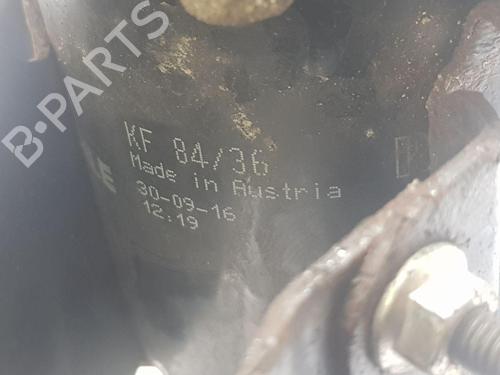 B-PARTS
KF 84/36
Made in Austria
30-09-16
12:19